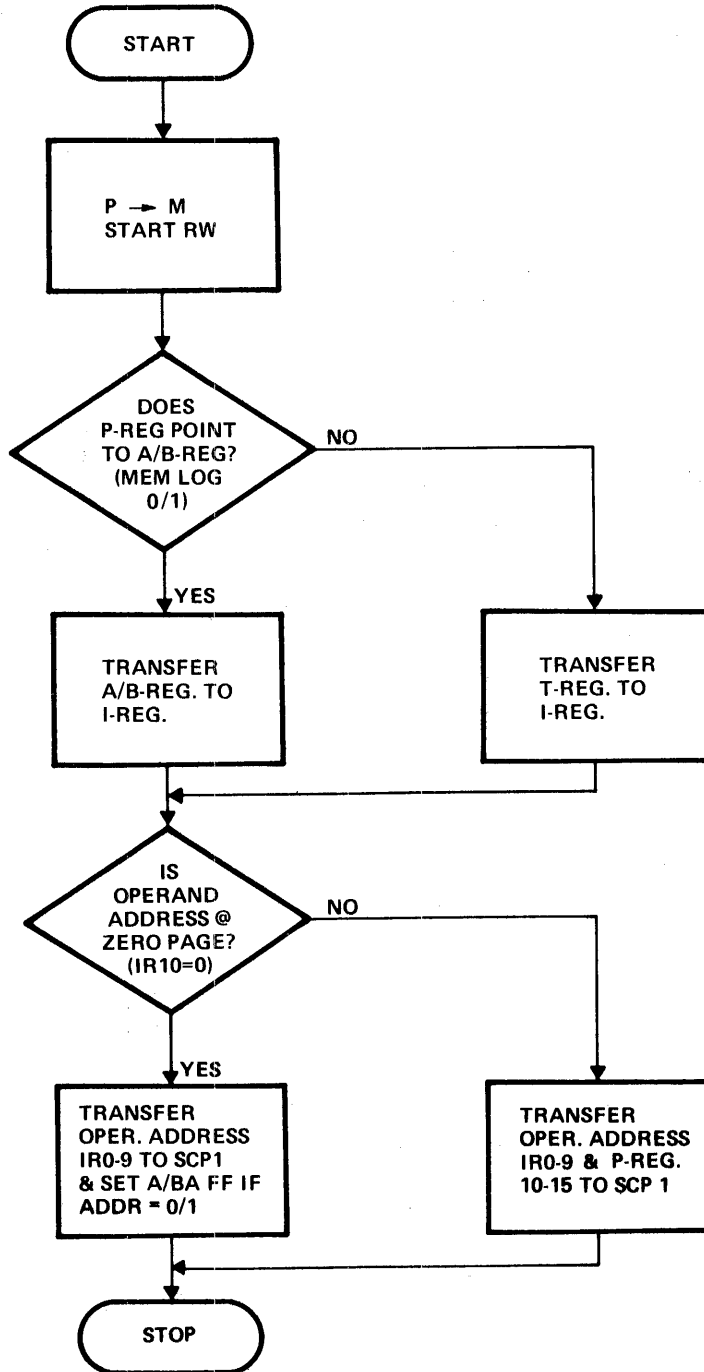 START
P → M
START RW
DOES
P-REG POINT
TO A/B-REG?
(MEM LOG
0/1)
NO
YES
TRANSFER
A/B-REG. TO
I-REG.
TRANSFER
T-REG. TO
I-REG.
IS
OPERAND
ADDRESS @
ZERO PAGE?
(IR10=0)
NO
YES
TRANSFER
OPER. ADDRESS
IR0-9 TO SCP1
& SET A/BA FF IF
ADDR = 0/1
TRANSFER
OPER. ADDRESS
IR0-9 & P-REG.
10-15 TO SCP 1
STOP